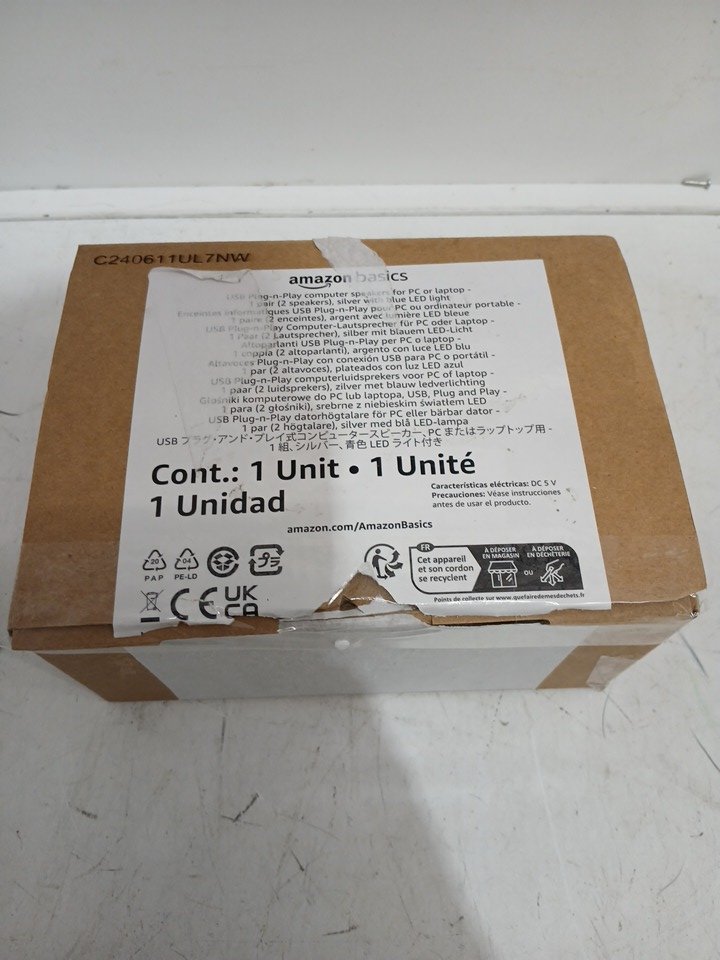 C240611UL7NW
amazon basics
USB Plug-n-Play computer speakers for PC or laptop -
1 pair (2 speakers), silver with blue LED light
Enceintes informatiques USB Plug-n-Play pour PC ou ordinateur portable -
1 paire (2 enceintes), argent avec lumière LED bleue
USB Plug-n-Play Computer-Lautsprecher für PC oder Laptop -
1 Paar (2 Lautsprecher), silber mit blauem LED-Licht
Altoparlanti USB Plug-n-Play per PC o laptop -
1 coppia (2 altoparlanti), argento con luce LED blu
Altavoces Plug-n-Play con conexión USB para PC o portátil -
1 par (2 altavoces), plateados con luz LED azul
USB Plug-n-Play computerluidsprekers voor PC of laptop -
1 paar (2 luidsprekers), zilver met blauw ledverlichting
Głośniki komputerowe do PC lub laptopa, USB, Plug and Play -
1 para (2 głośniki), srebrne z niebieskim światłem LED
USB Plug-n-Play datorhögtalare för PC eller bärbar dator -
1 par (2 högtalare), silver med blå LED-lampa
USB プラグ・アンド・プレイ式コンピュータースピーカー、PC またはラップトップ用 -
1 組、シルバー、青色 LED ライト付き
Cont.: 1 Unit • 1 Unité
1 Unidad
Características eléctricas: DC 5 V
Precauciones: Véase instrucciones
antes de usar el producto.
amazon.com/AmazonBasics
20
PAP
04
PE-LD
プラ
FR
Cet appareil
et son cordon
se recyclent
À DÉPOSER
EN MAGASIN
OU
À DÉPOSER
EN DÉCHÈTERIE
Points de collecte sur www.quefairedemesdechets.fr
CE
UK
CA